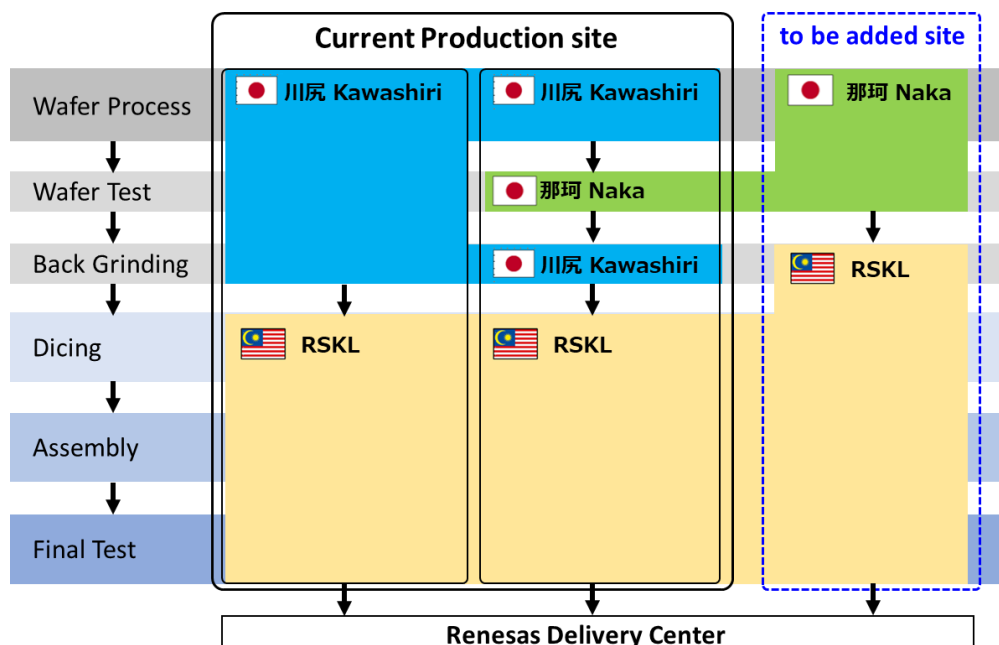 Current Production site
to be added site
Wafer Process
川尻 Kawashiri
川尻 Kawashiri
那珂 Naka
Wafer Test
那珂 Naka
Back Grinding
川尻 Kawashiri
RSKL
Dicing
RSKL
RSKL
Assembly
Final Test
Renesas Delivery Center